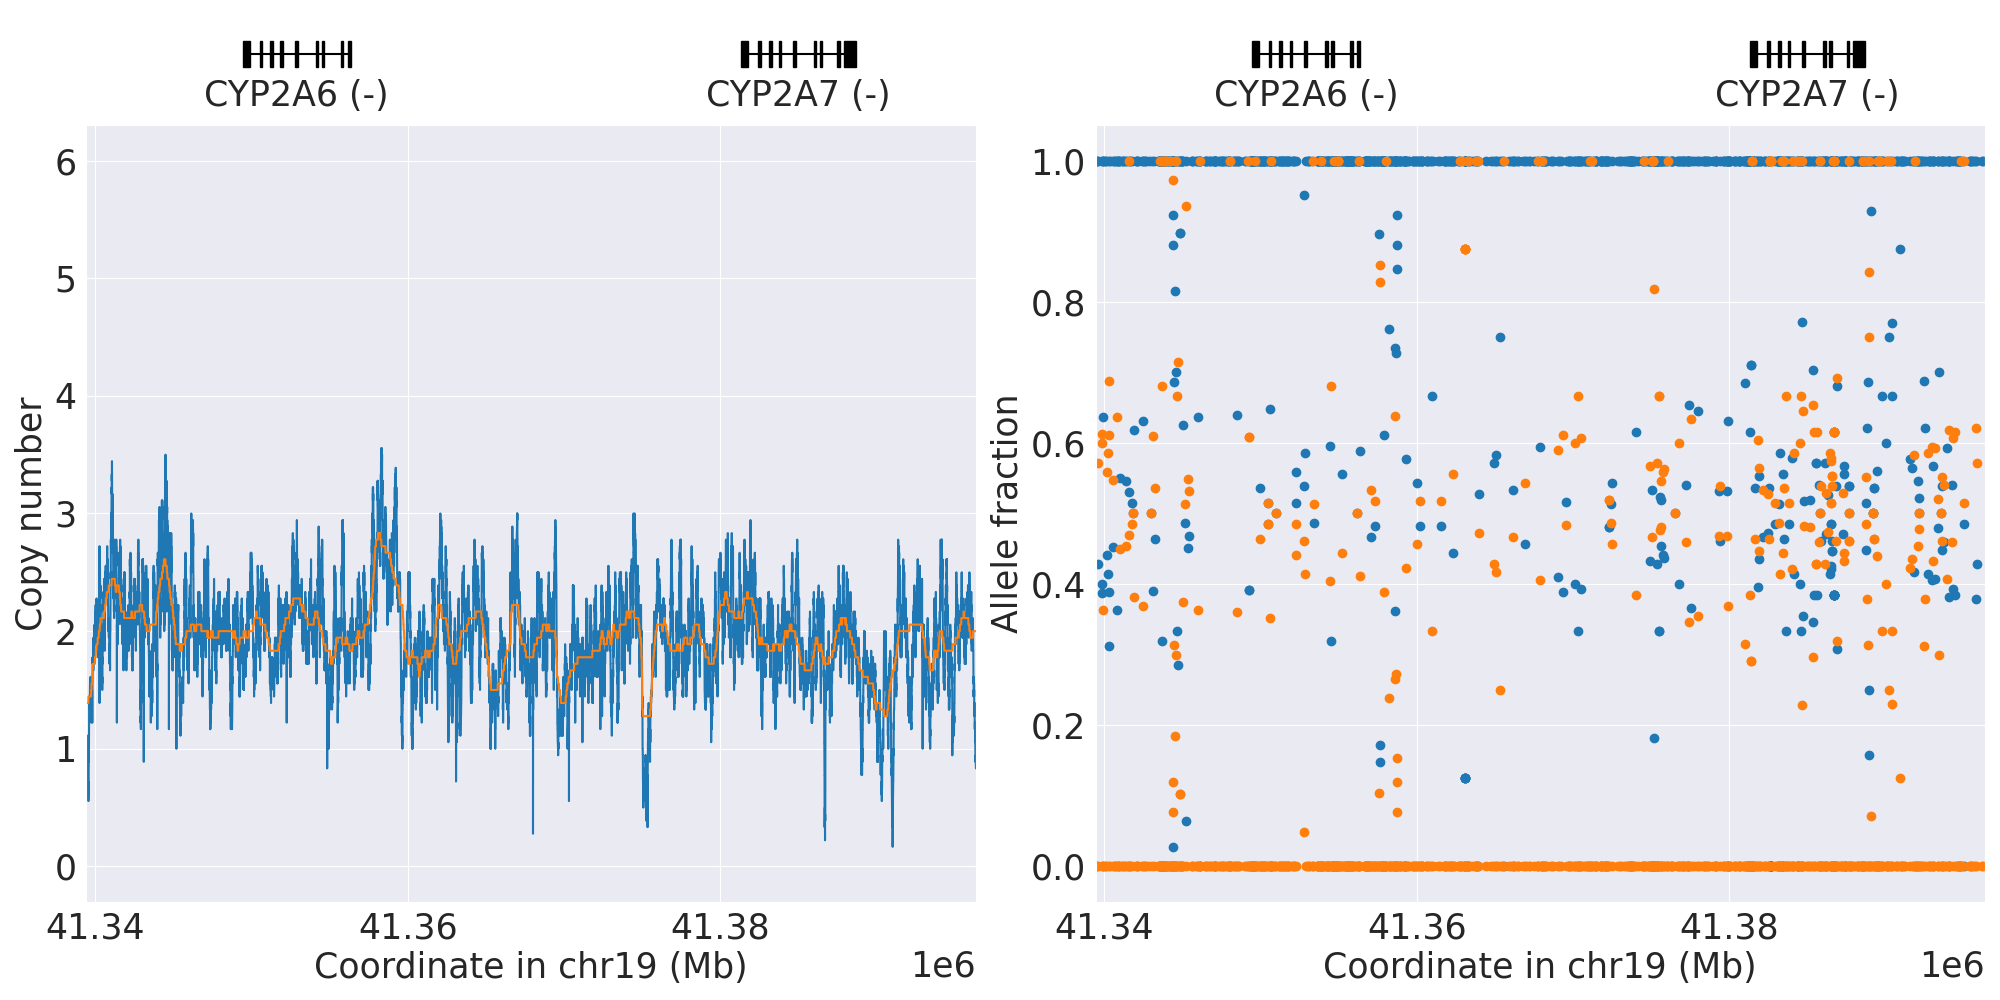 CYP2A6 (-)
CYP2A7 (-)
6
5
4
3
2
1
0
Copy number
41.34
41.36
41.38
Coordinate in chr19 (Mb)
1e6
CYP2A6 (-)
CYP2A7 (-)
1.0
0.8
0.6
0.4
0.2
0.0
Allele fraction
41.34
41.36
41.38
Coordinate in chr19 (Mb)
1e6